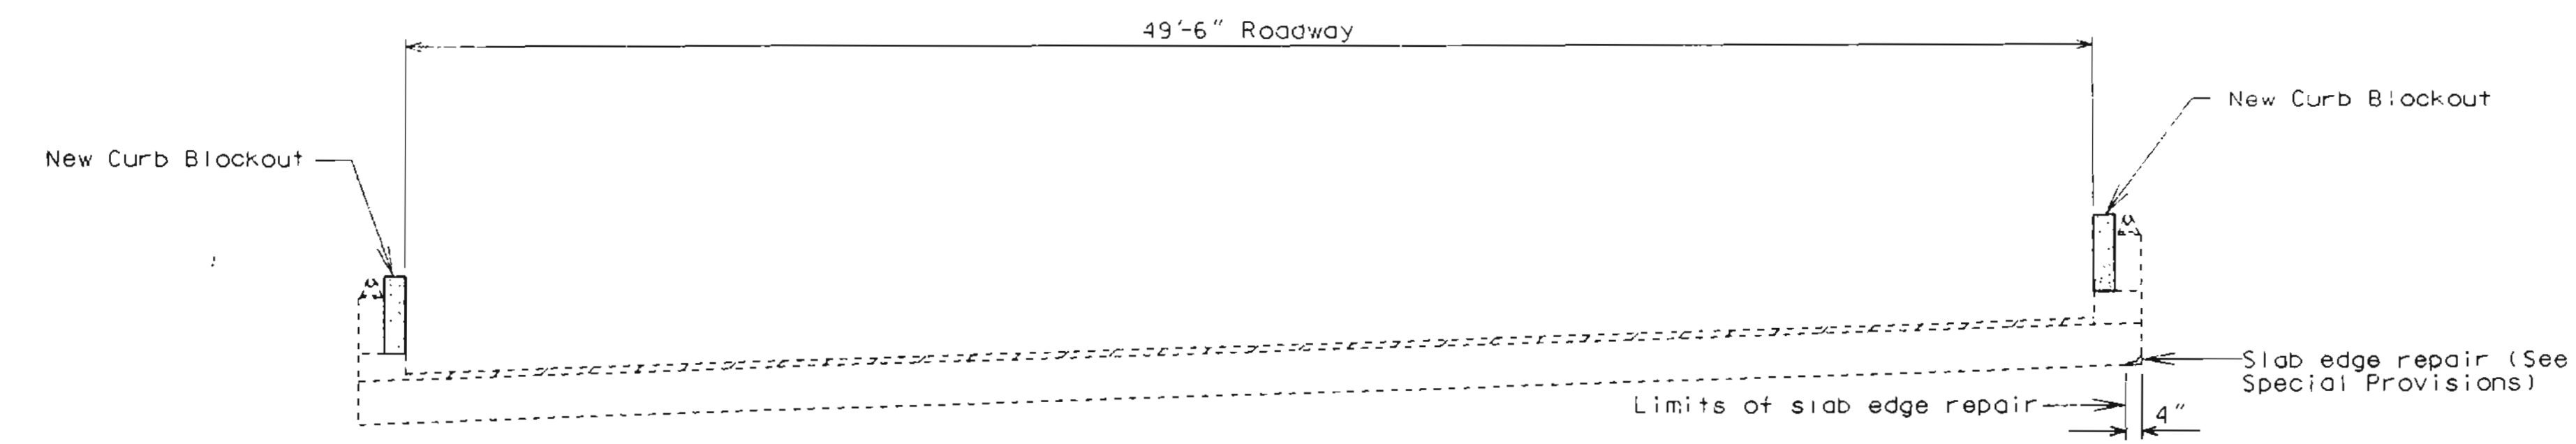 49'-6" Roadway
New Curb Blockout
New Curb Blockout
Slab edge repair (See
Special Provisions)
Limits of slab edge repair
4"